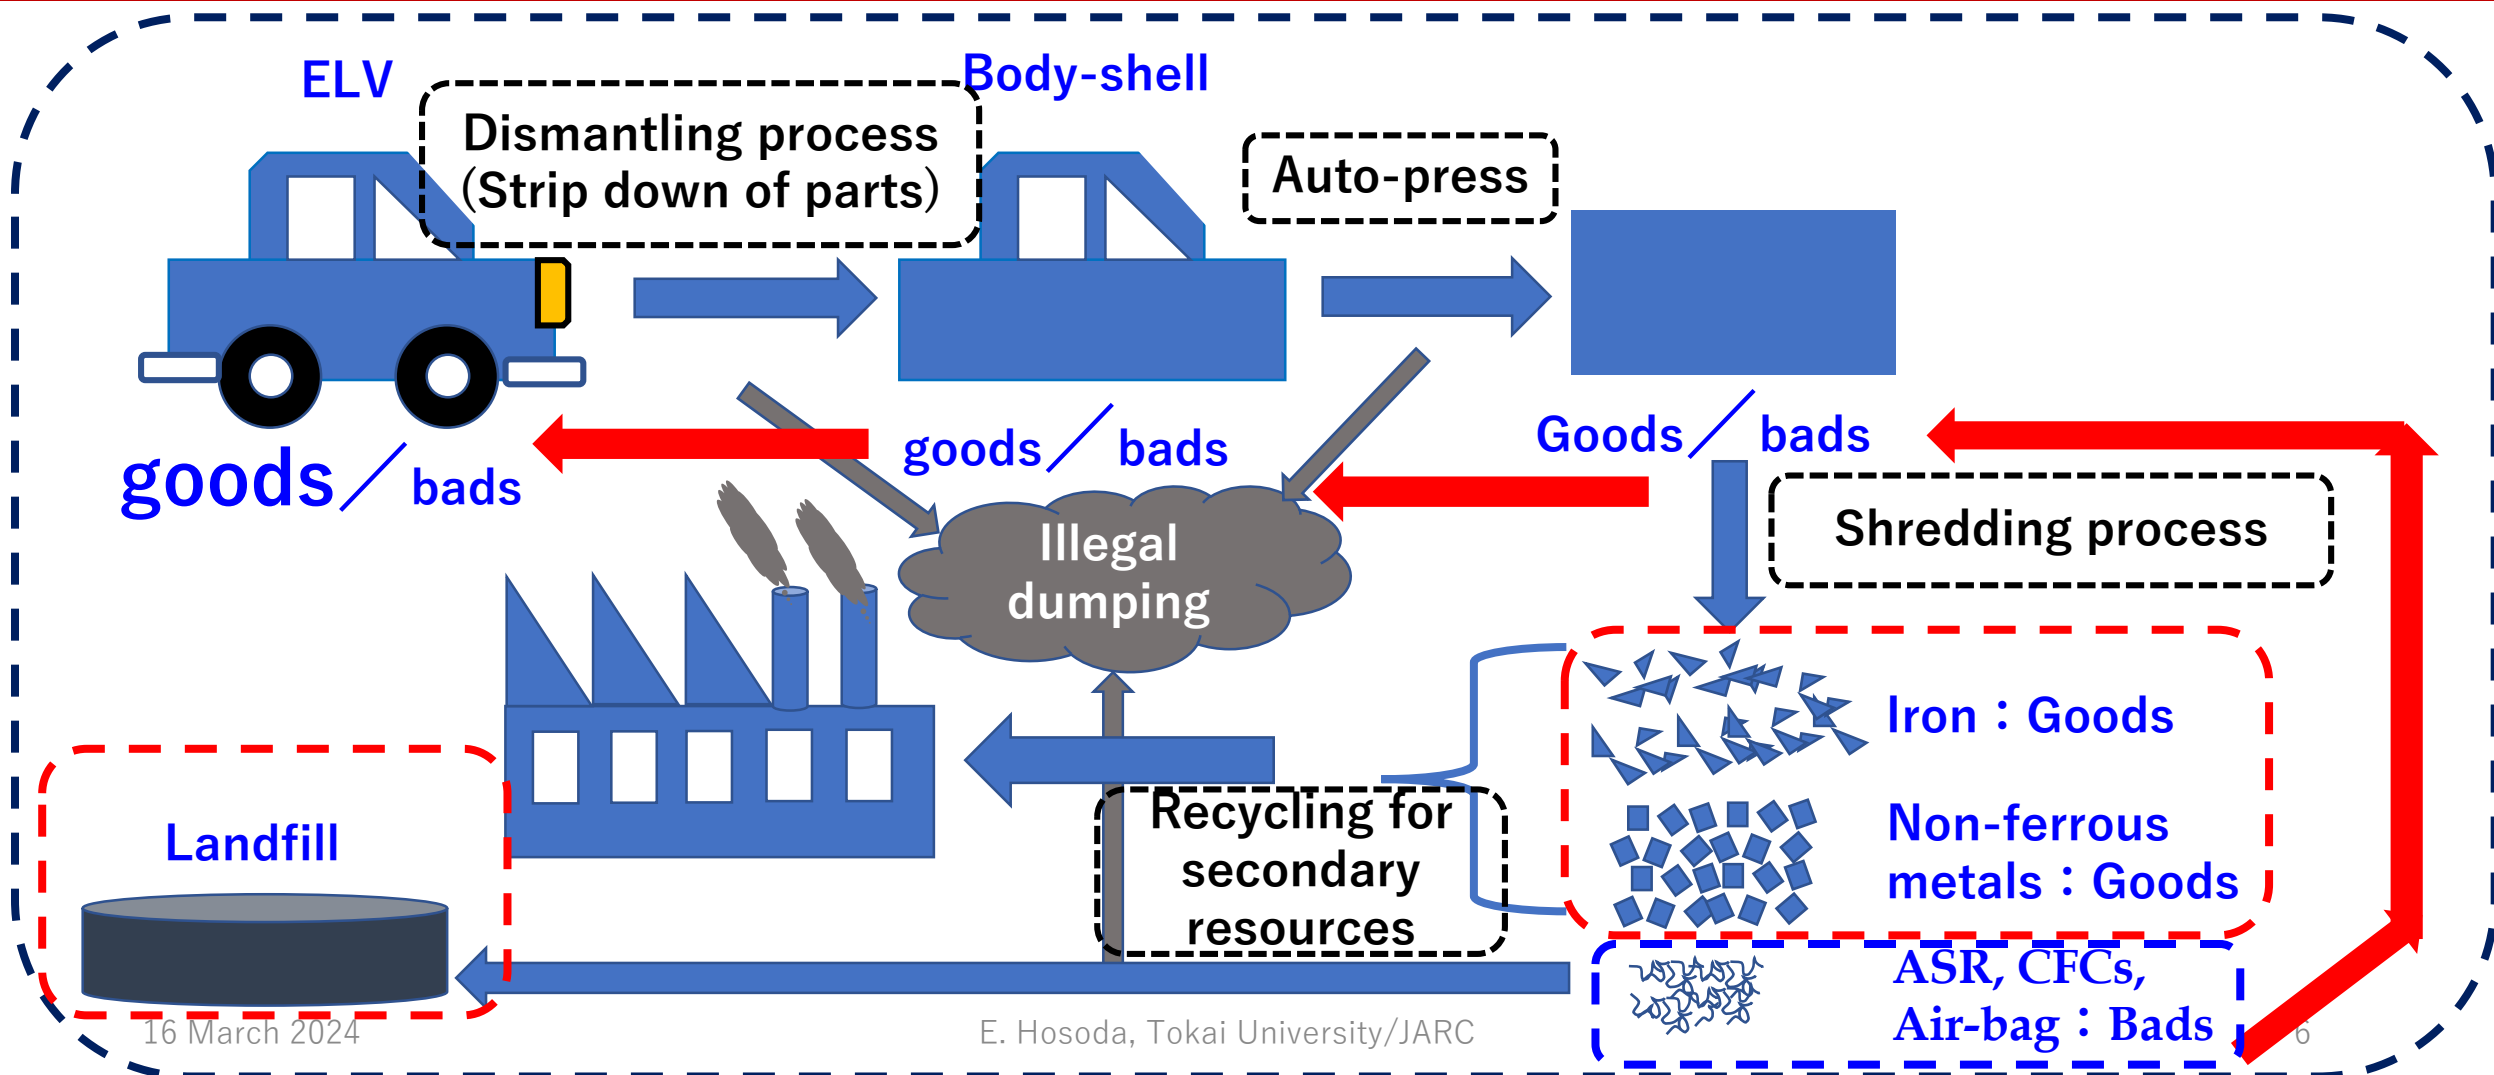 ELV
Body-shell
Dismantling process
(Strip down of parts)
Auto-press
goods／bads
goods／bads
Goods／bads
Shredding process
Illegal
dumping
Iron：Goods
Non-ferrous
metals：Goods
Recycling for
secondary
resources
Landfill
ASR, CFCs,
Air-bag：Bads
16 March 2024
E. Hosoda, Tokai University/JARC
6